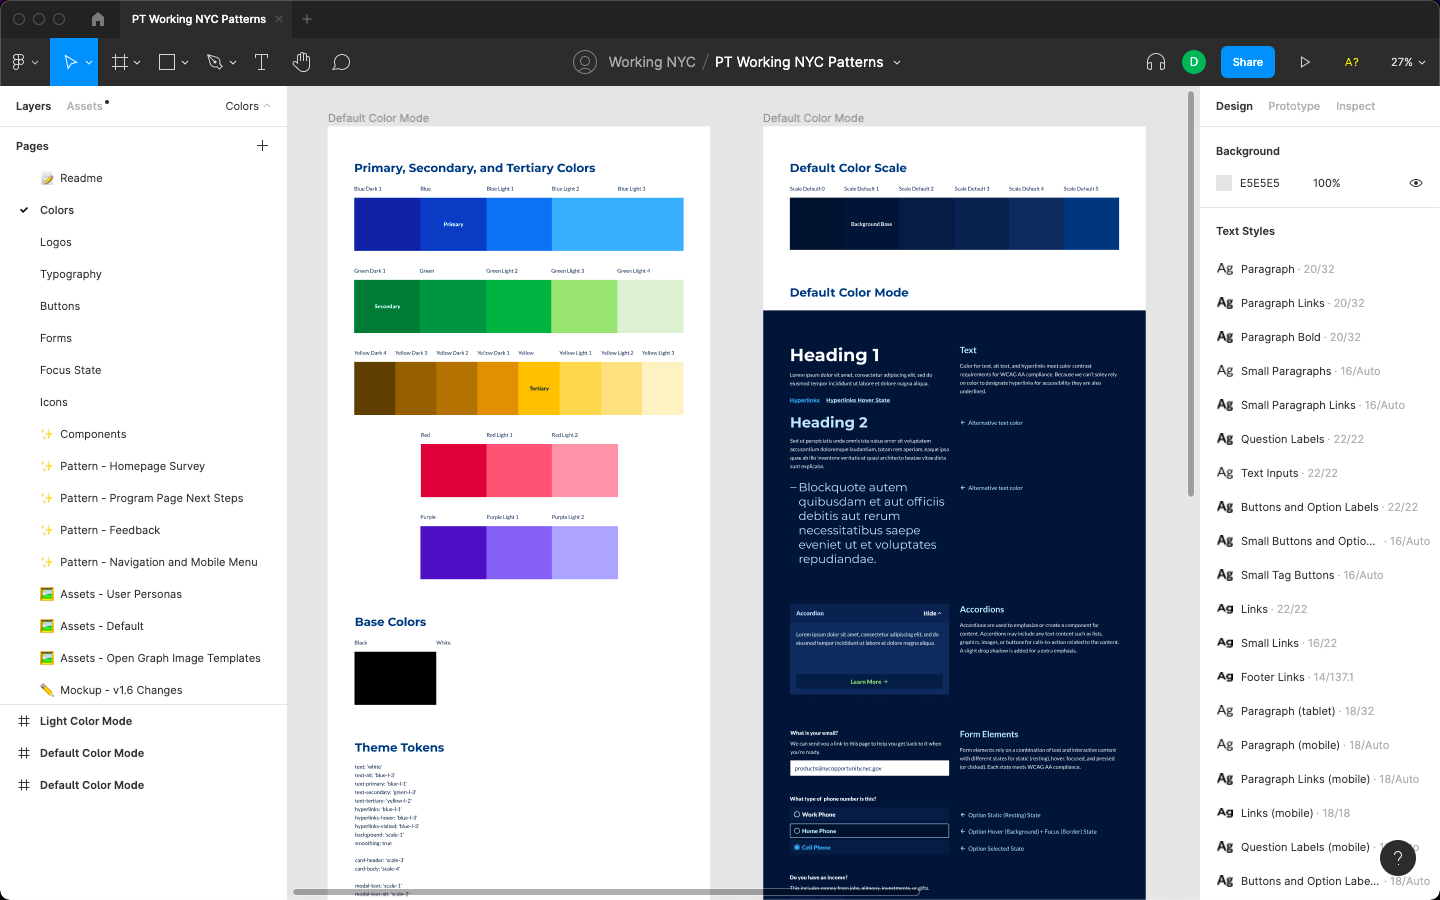 PT Working NYC Patterns
Working NYC / PT Working NYC Patterns
D
Share
A?
27%
Layers
Assets
Colors
Pages
Readme
Colors
Logos
Typography
Buttons
Forms
Focus State
Icons
Components
Pattern - Homepage Survey
Pattern - Program Page Next Steps
Pattern - Feedback
Pattern - Navigation and Mobile Menu
Assets - User Personas
Assets - Default
Assets - Open Graph Image Templates
Mockup - v1.6 Changes
Light Color Mode
Default Color Mode
Default Color Mode
Default Color Mode
Primary, Secondary, and Tertiary Colors
Blue Dark 1 Blue Blue Light 1 Blue Light 2 Blue Light 3
Primary
Green Dark 1 Green Green Light 2 Green Llight 3 Green Llight 4
Secondary
Yellow Dark 4 Yellow Dark 3 Yellow Dark 2 Yellow Dark 1 Yellow Yellow Light 1 Yellow Light 2 Yellow Light 3
Tertiary
Red Red Light 1 Red Light 2
Purple Purple Light 1 Purple Light 2
Base Colors
Black White
Theme Tokens
text: 'white'
text-alt: 'blue-l-3'
text-primary: 'blue-l-1'
text-secondary: 'green-l-3'
text-tertiary: 'yellow-l-2'
hyperlinks: 'blue-l-1'
hyperlinks-hover: 'blue-l-3'
hyperlinks-visited: 'blue-l-3'
background: 'scale-1'
smoothing: true
card-header: 'scale-3'
card-body: 'scale-4'
modal-text: 'scale-1'
modal-text-alt: 'scale-2'
Default Color Mode
Default Color Scale
Scale Default 0 Scale Default 1 Scale Default 2 Scale Default 3 Scale Default 4 Scale Default 5
Background Base
Default Color Mode
Heading 1
Lorem ipsum dolor sit amet, consectetur adipiscing elit, sed do
eiusmod tempor incididunt ut labore et dolore magna aliqua.
Hyperlinks Hyperlinks Hover State
Heading 2
Sed ut perspiciatis unde omnis iste natus error sit voluptatem
accusantium doloremque laudantium, totam rem aperiam, eaque ipsa
quae ab illo inventore veritatis et quasi architecto beatae vitae dicta
sunt explicabo.
– Blockquote autem
quibusdam et aut officiis
debitis aut rerum
necessitatibus saepe
eveniet ut et voluptates
repudiandae.
Text
Color for text, alt text, and hyperlinks meet color contrast
requirements for WCAG AA compliance. Because we can't soley rely
on color to designate hyperlinks for accessibility they are also
underlined.
← Alternative text color
← Alternative text color
Accordion Hide
Lorem ipsum dolor sit amet, consectetur adipiscing elit, sed do
eiusmod tempor incididunt ut labore et dolore magna aliqua.
Learn More →
Accordions
Accordions are used to emphasize or create a component for
content. Accordions may include any text content such as lists,
graphics, images, or buttons for calls-to-action related to the content.
A slight drop shadow is added for a extra emphasis.
What is your email?
We can send you a link to this page to help you get back to it when
you're ready.
products@nycopportunity.nyc.gov
What type of phone number is this?
Work Phone
Home Phone
Cell Phone
Do you have an income?
This includes money from jobs, alimony, investments, or gifts.
Form Elements
Form elements rely on a combination of text and interactive content
with different states for static (resting), hover, focused, and pressed
(or clicked). Each state meets WCAG AA compliance.
← Option Static (Resting) State
← Option Hover (Background) + Focus (Border) State
← Option Selected State
Design Prototype Inspect
Background
E5E5E5 100%
Text Styles
Ag Paragraph · 20/32
Ag Paragraph Links · 20/32
Ag Paragraph Bold · 20/32
Ag Small Paragraphs · 16/Auto
Ag Small Paragraph Links · 16/Auto
Ag Question Labels · 22/22
Ag Text Inputs · 22/22
Ag Buttons and Option Labels · 22/22
Ag Small Buttons and Optio... · 16/Auto
Ag Small Tag Buttons · 16/Auto
Ag Links · 22/22
Ag Small Links · 16/22
Ag Footer Links · 14/137.1
Ag Paragraph (tablet) · 18/32
Ag Paragraph (mobile) · 18/Auto
Ag Paragraph Links (mobile) · 18/Auto
Ag Links (mobile) · 18/18
Ag Question Labels (mobile) ·
Ag Buttons and Option Labe... · 18/Auto
?